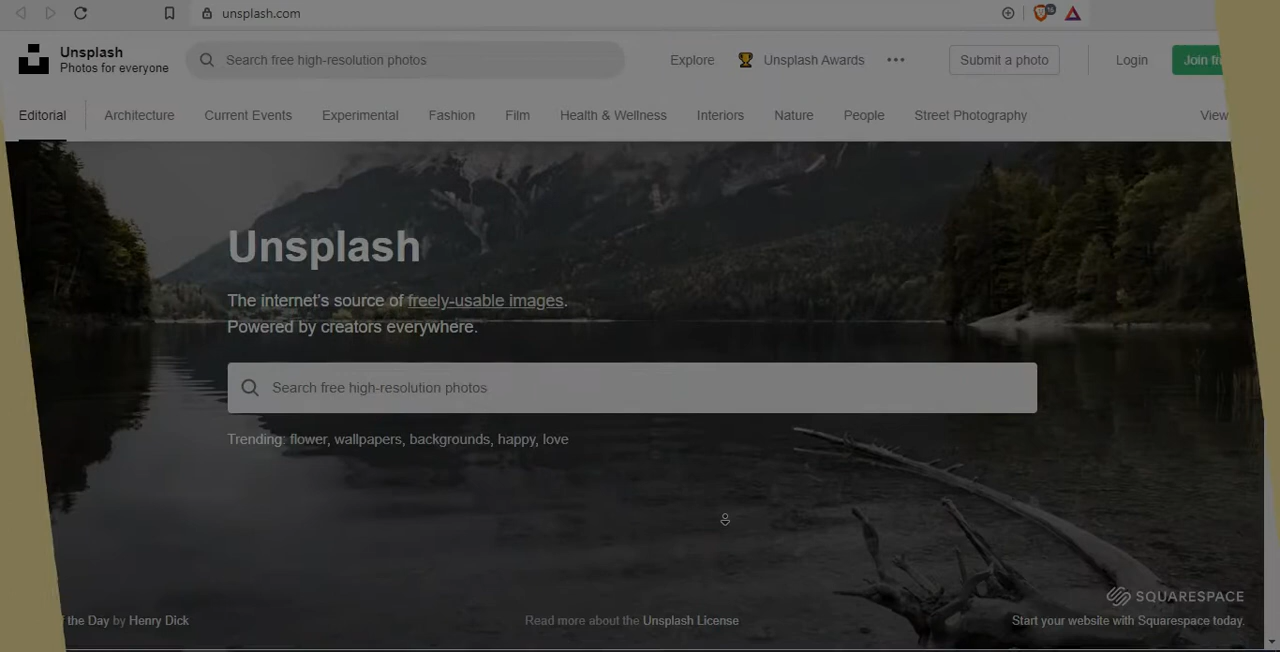 unsplash.com
Unsplash
Photos for everyone
Search free high-resolution photos
Explore
Unsplash Awards
Submit a photo
Login
Join
Editorial
Architecture
Current Events
Experimental
Fashion
Film
Health & Wellness
Interiors
Nature
People
Street Photography
View
Unsplash
The internet's source of freely-usable images.
Powered by creators everywhere.
Search free high-resolution photos
Trending: flower, wallpapers, backgrounds, happy, love
SQUARESPACE
the Day by Henry Dick
Read more about the Unsplash License
Start your website with Squarespace today.